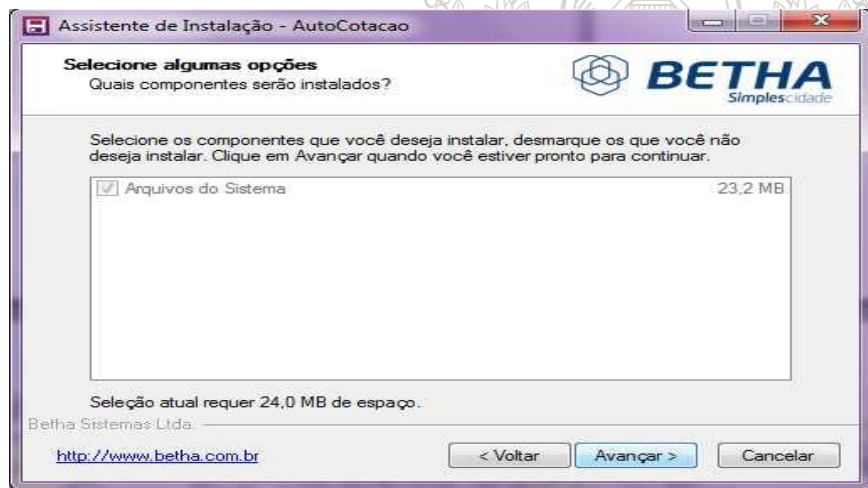 Assistente de Instalação - AutoCotacao
Selecione algumas opções
Quais componentes serão instalados?
BETHA
Simplescidade
Selecione os componentes que você deseja instalar, desmarque os que você não
deseja instalar. Clique em Avançar quando você estiver pronto para continuar.
Arquivos do Sistema 23,2 MB
Seleção atual requer 24,0 MB de espaço.
Betha Sistemas Ltda.
http://www.betha.com.br
< Voltar Avançar > Cancelar